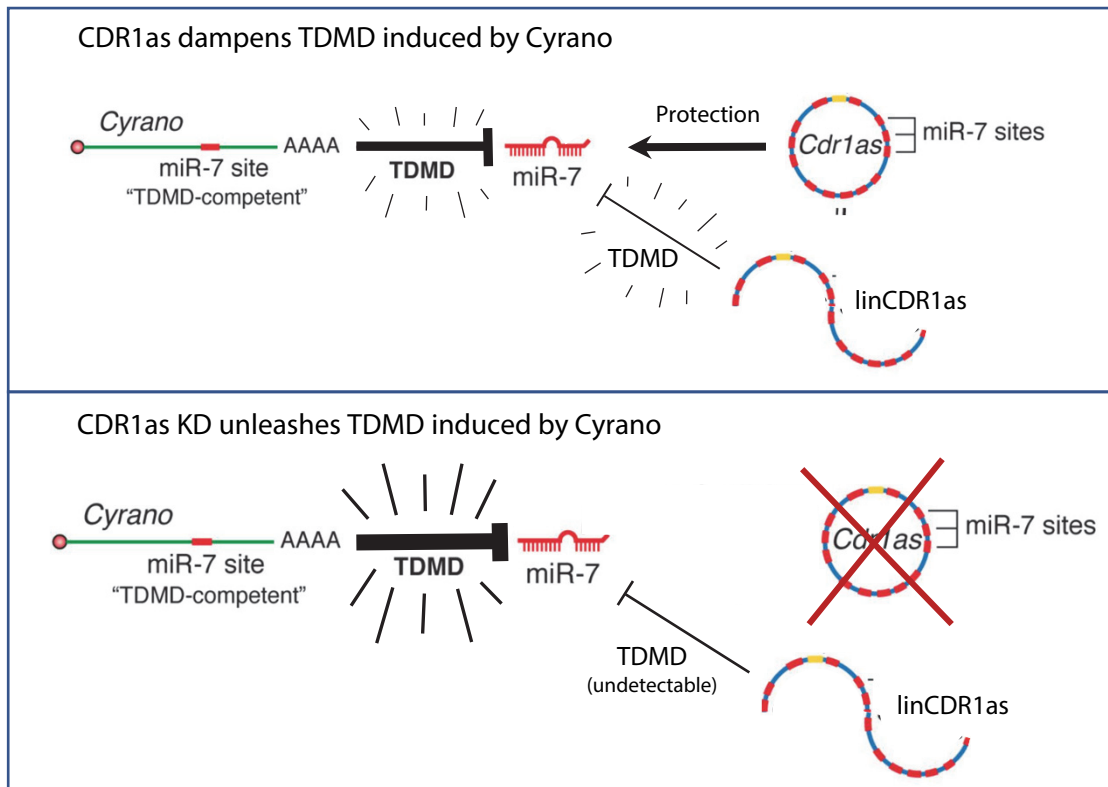 CDR1as dampens TDMD induced by Cyrano
Cyrano
AAAA
miR-7 site
“TDMD-competent”
TDMD
miR-7
Protection
Cdr1as
miR-7 sites
TDMD
linCDR1as
CDR1as KD unleashes TDMD induced by Cyrano
Cyrano
AAAA
miR-7 site
“TDMD-competent”
TDMD
miR-7
Cdr1as
miR-7 sites
TDMD
(undetectable)
linCDR1as